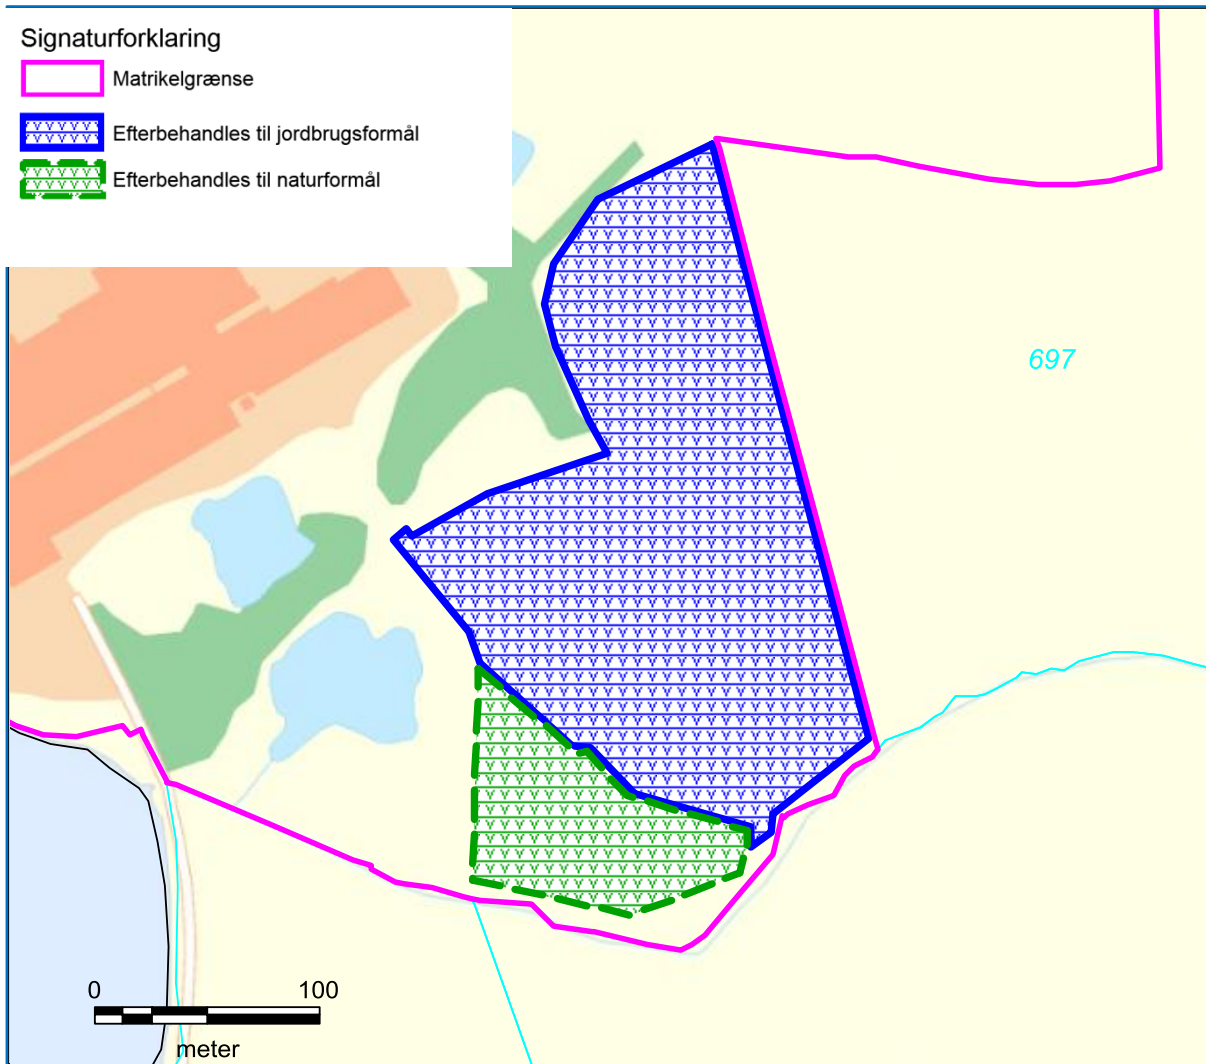 Signaturforklaring
Matrikelgrænse
Efterbehandles til jordbrugsformål
Efterbehandles til naturformål
697
0 100
meter